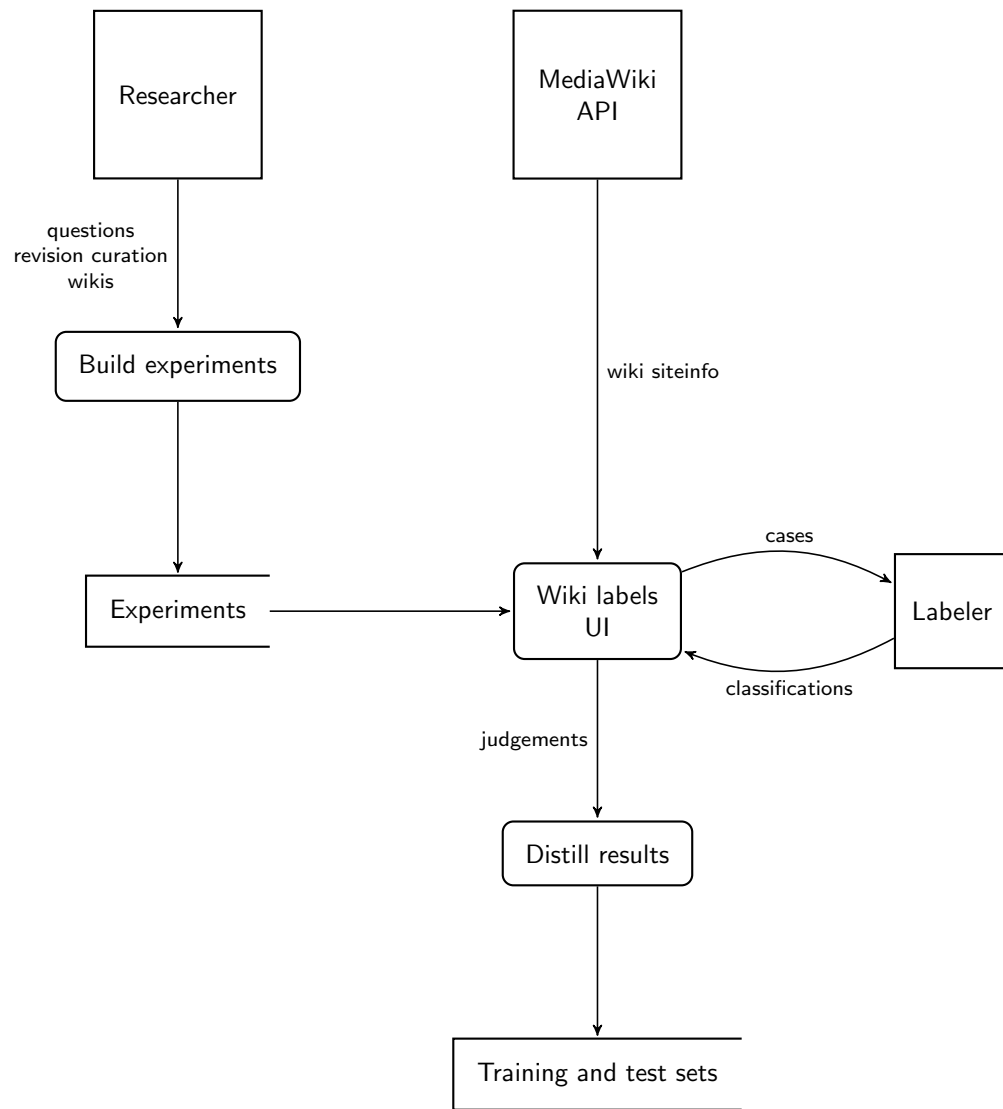 Researcher
MediaWiki
API
questions
revision curation
wikis
Build experiments
wiki siteinfo
cases
Experiments
Wiki labels
UI
Labeler
classifications
judgements
Distill results
Training and test sets